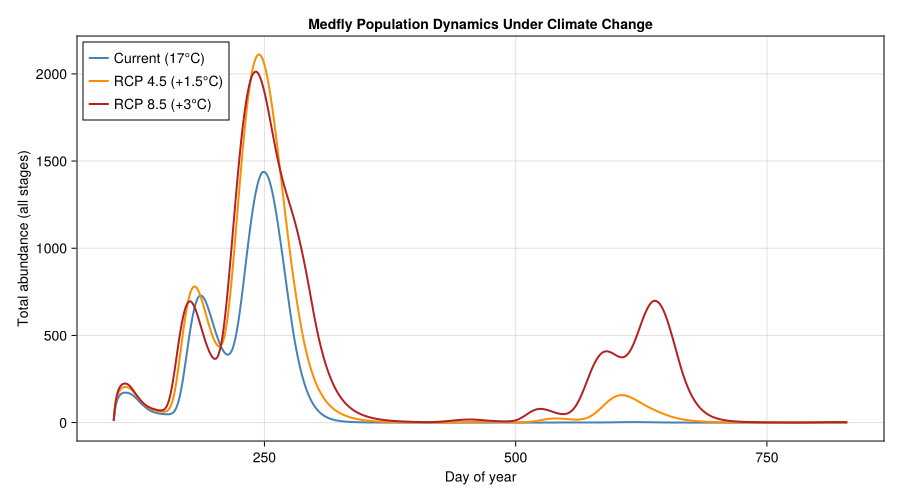 Medfly Population Dynamics Under Climate Change
Current (17°C)
RCP 4.5 (+1.5°C)
RCP 8.5 (+3°C)
Total abundance (all stages)
2000
1500
1000
500
0
250
500
750
Day of year